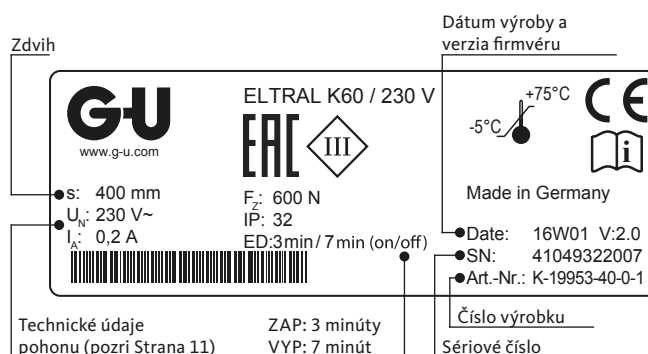 Zdvih
Dátum výroby a
verzia firmvéru
G-U
www.g-u.com
ELTRAL K60 / 230 V
EAC
III
-5°C
+75°C
CE
i
s: 400 mm
U_N: 230 V~
I_A: 0,2 A
F_Z: 600 N
IP: 32
ED:3min / 7min (on/off)
Made in Germany
Date: 16W01 V:2.0
SN: 41049322007
Art.-Nr.: K-19953-40-0-1
Technické údaje
pohonu (pozri Strana 11)
ZAP: 3 minúty
VYP: 7 minút
Číslo výrobku
Sériové číslo